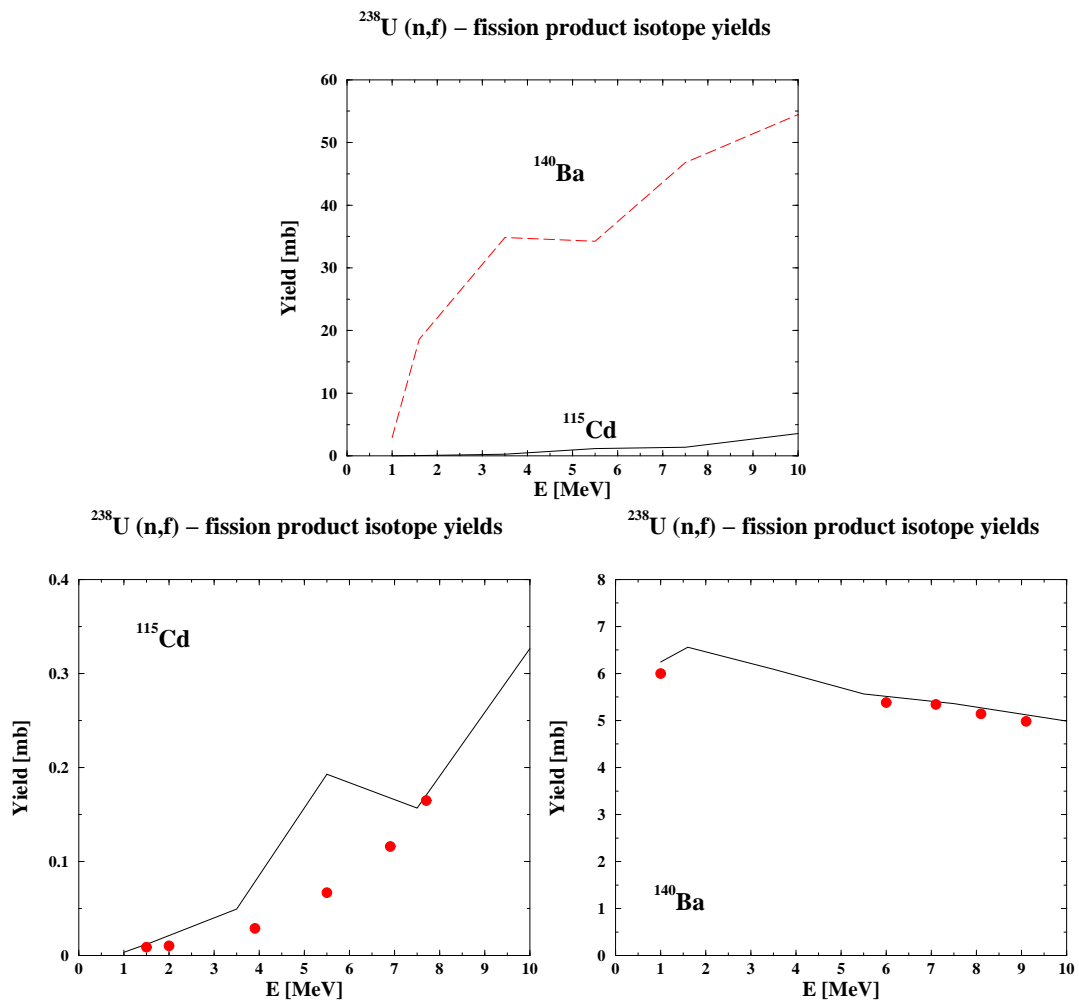 ²³⁸U (n,f) – fission product isotope yields
60
50
40
30
20
10
0
Yield [mb]
¹⁴⁰Ba
¹¹⁵Cd
0 1 2 3 4 5 6 7 8 9 10
E [MeV]
²³⁸U (n,f) – fission product isotope yields
0.4
0.3
0.2
0.1
0
Yield [mb]
¹¹⁵Cd
0 1 2 3 4 5 6 7 8 9 10
E [MeV]
²³⁸U (n,f) – fission product isotope yields
8
7
6
5
4
3
2
1
0
Yield [mb]
¹⁴⁰Ba
0 1 2 3 4 5 6 7 8 9 10
E [MeV]